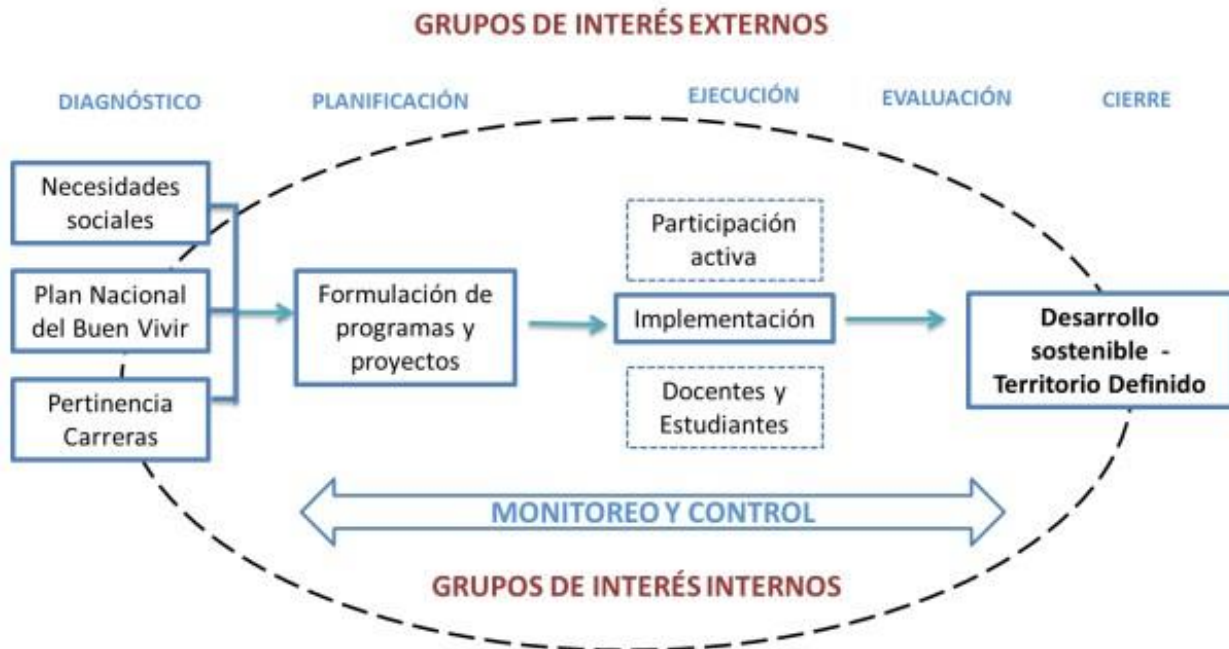 GRUPOS DE INTERÉS EXTERNOS
DIAGNÓSTICO
PLANIFICACIÓN
EJECUCIÓN
EVALUACIÓN
CIERRE
Necesidades
sociales
Plan Nacional
del Buen Vivir
Pertinencia
Carreras
Formulación de
programas y
proyectos
Participación
activa
Implementación
Docentes y
Estudiantes
Desarrollo
sostenible -
Territorio Definido
MONITOREO Y CONTROL
GRUPOS DE INTERÉS INTERNOS